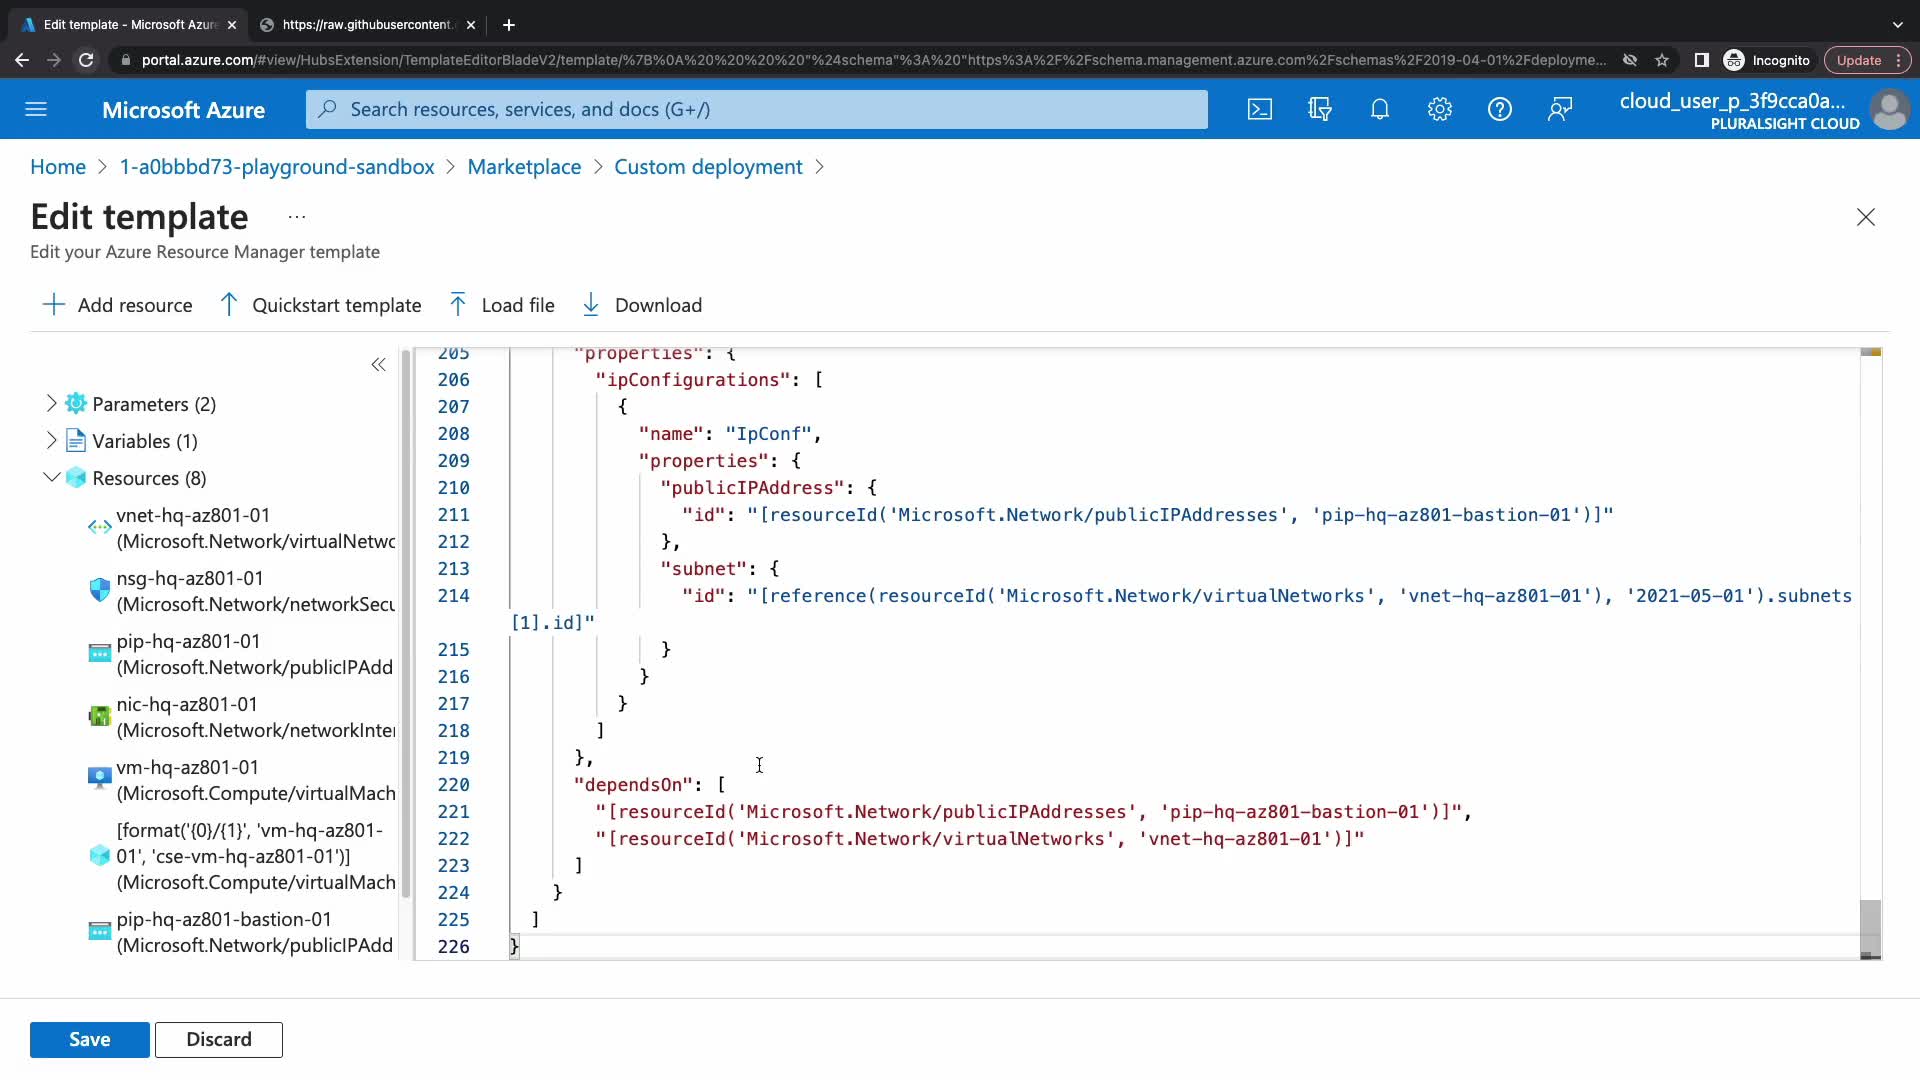 Edit template - Microsoft Azure
https://raw.githubusercontent.c
portal.azure.com/#view/HubsExtension/TemplateEditorBladeV2/template/%7B%0A%20%20%20%20"%24schema"%3A%20"https%3A%2F%2Fschema.management.azure.com%2Fschemas%2F2019-04-01%2Fdeployme...
Incognito
Update
Microsoft Azure
Search resources, services, and docs (G+/)
cloud_user_p_3f9cca0a...
PLURALSIGHT CLOUD
Home > 1-a0bbbd73-playground-sandbox > Marketplace > Custom deployment >
Edit template ...
Edit your Azure Resource Manager template
Add resource
Quickstart template
Load file
Download
Parameters (2)
Variables (1)
Resources (8)
vnet-hq-az801-01
(Microsoft.Network/virtualNetwo
nsg-hq-az801-01
(Microsoft.Network/networkSecu
pip-hq-az801-01
(Microsoft.Network/publicIPAdd
nic-hq-az801-01
(Microsoft.Network/networkInter
vm-hq-az801-01
(Microsoft.Compute/virtualMach
[format('{0}/{1}', 'vm-hq-az801-
01', 'cse-vm-hq-az801-01')]
(Microsoft.Compute/virtualMach
pip-hq-az801-bastion-01
(Microsoft.Network/publicIPAdd
205 "properties": {
206 "ipConfigurations": [
207 {
208 "name": "IpConf",
209 "properties": {
210 "publicIPAddress": {
211 "id": "[resourceId('Microsoft.Network/publicIPAddresses', 'pip-hq-az801-bastion-01')]"
212 },
213 "subnet": {
214 "id": "[reference(resourceId('Microsoft.Network/virtualNetworks', 'vnet-hq-az801-01'), '2021-05-01').subnets
[1].id]"
215 }
216 }
217 }
218 ]
219 },
220 "dependsOn": [
221 "[resourceId('Microsoft.Network/publicIPAddresses', 'pip-hq-az801-bastion-01')]",
222 "[resourceId('Microsoft.Network/virtualNetworks', 'vnet-hq-az801-01')]"
223 ]
224 }
225 ]
226 }
Save
Discard